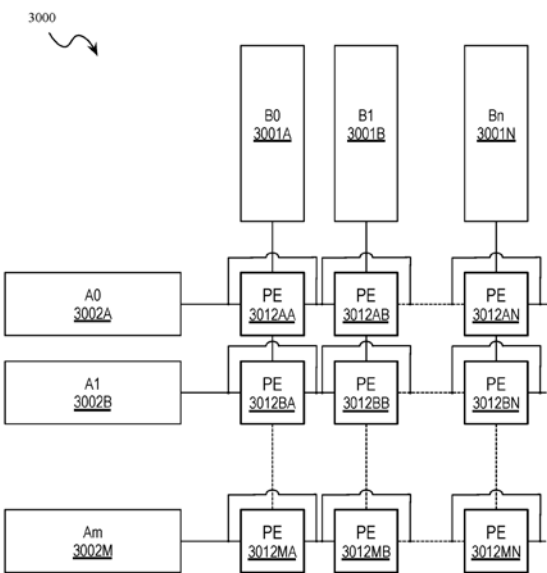 3000
B0
3001A
B1
3001B
Bn
3001N
A0
3002A
PE
3012AA
PE
3012AB
PE
3012AN
A1
3002B
PE
3012BA
PE
3012BB
PE
3012BN
Am
3002M
PE
3012MA
PE
3012MB
PE
3012MN